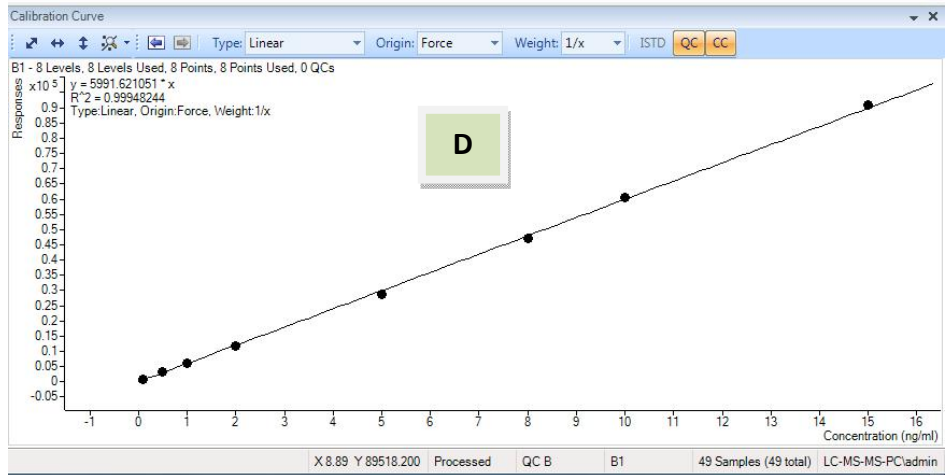 Calibration Curve
Type: Linear Origin: Force Weight: 1/x ISTD QC CC
B1 - 8 Levels, 8 Levels Used, 8 Points, 8 Points Used, 0 QCs
Responses
x10 5
y = 5991.621051 * x
R^2 = 0.99948244
Type:Linear, Origin:Force, Weight:1/x
D
0.9
0.85
0.8
0.75
0.7
0.65
0.6
0.55
0.5
0.45
0.4
0.35
0.3
0.25
0.2
0.15
0.1
0.05
0
-0.05
-1 0 1 2 3 4 5 6 7 8 9 10 11 12 13 14 15 16
Concentration (ng/ml)
X 8.89 Y 89518.200 Processed QC B B1 49 Samples (49 total) LC-MS-MS-PC\admin